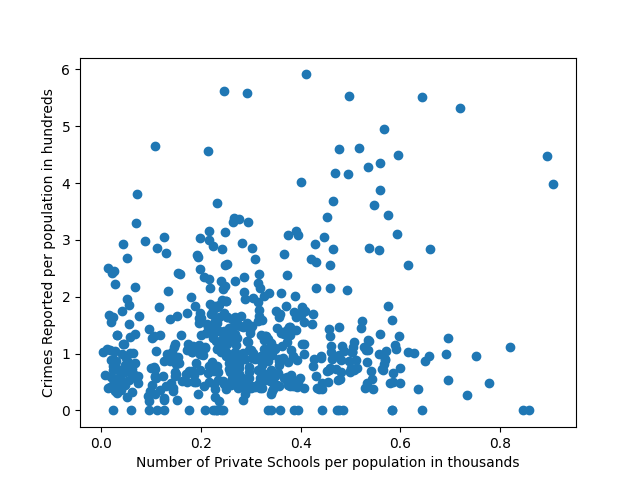 6
5
4
3
2
1
0
Crimes Reported per population in hundreds
0.0 0.2 0.4 0.6 0.8
Number of Private Schools per population in thousands